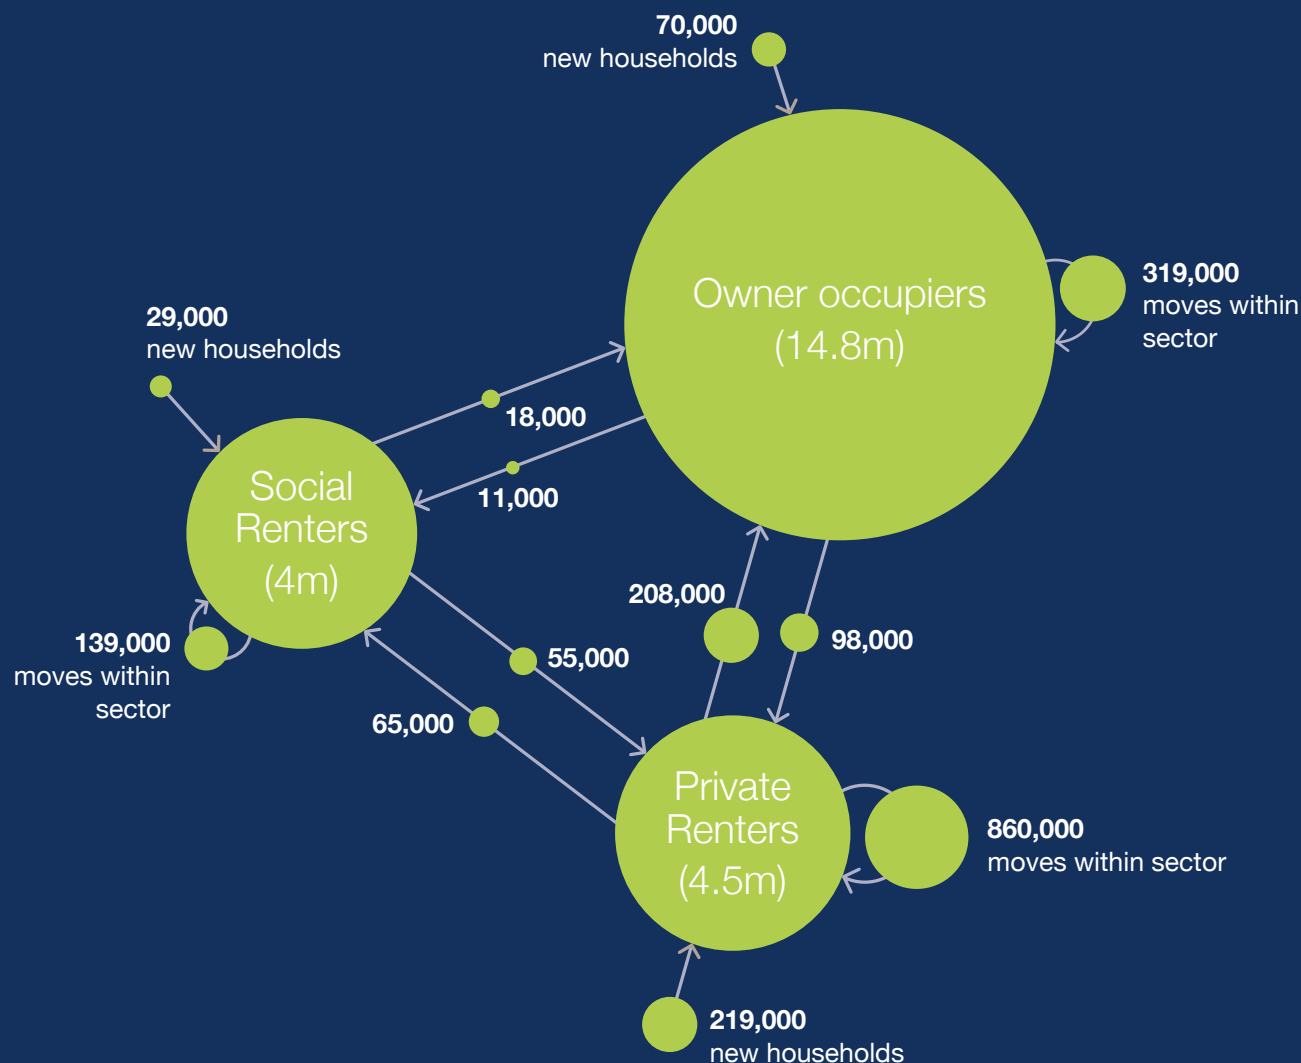 70,000
new households
Owner occupiers
(14.8m)
319,000
moves within
sector
29,000
new households
18,000
11,000
Social
Renters
(4m)
139,000
moves within
sector
208,000
98,000
55,000
65,000
Private
Renters
(4.5m)
860,000
moves within sector
219,000
new households